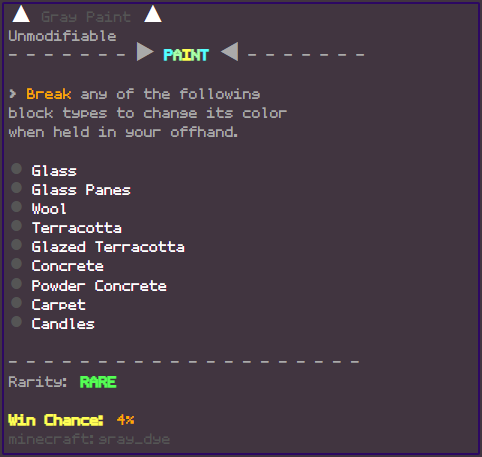 Gray Paint
Unmodifiable
- - - - - - - ▶ PAINT ◀ - - - - - - -
> Break any of the following
block types to change its color
when held in your offhand.
● Glass
● Glass Panes
● Wool
● Terracotta
● Glazed Terracotta
● Concrete
● Powder Concrete
● Carpet
● Candles
- - - - - - - - - - - - - - - - - - - - -
Rarity: RARE
Win Chance: 4%
minecraft:gray_dye